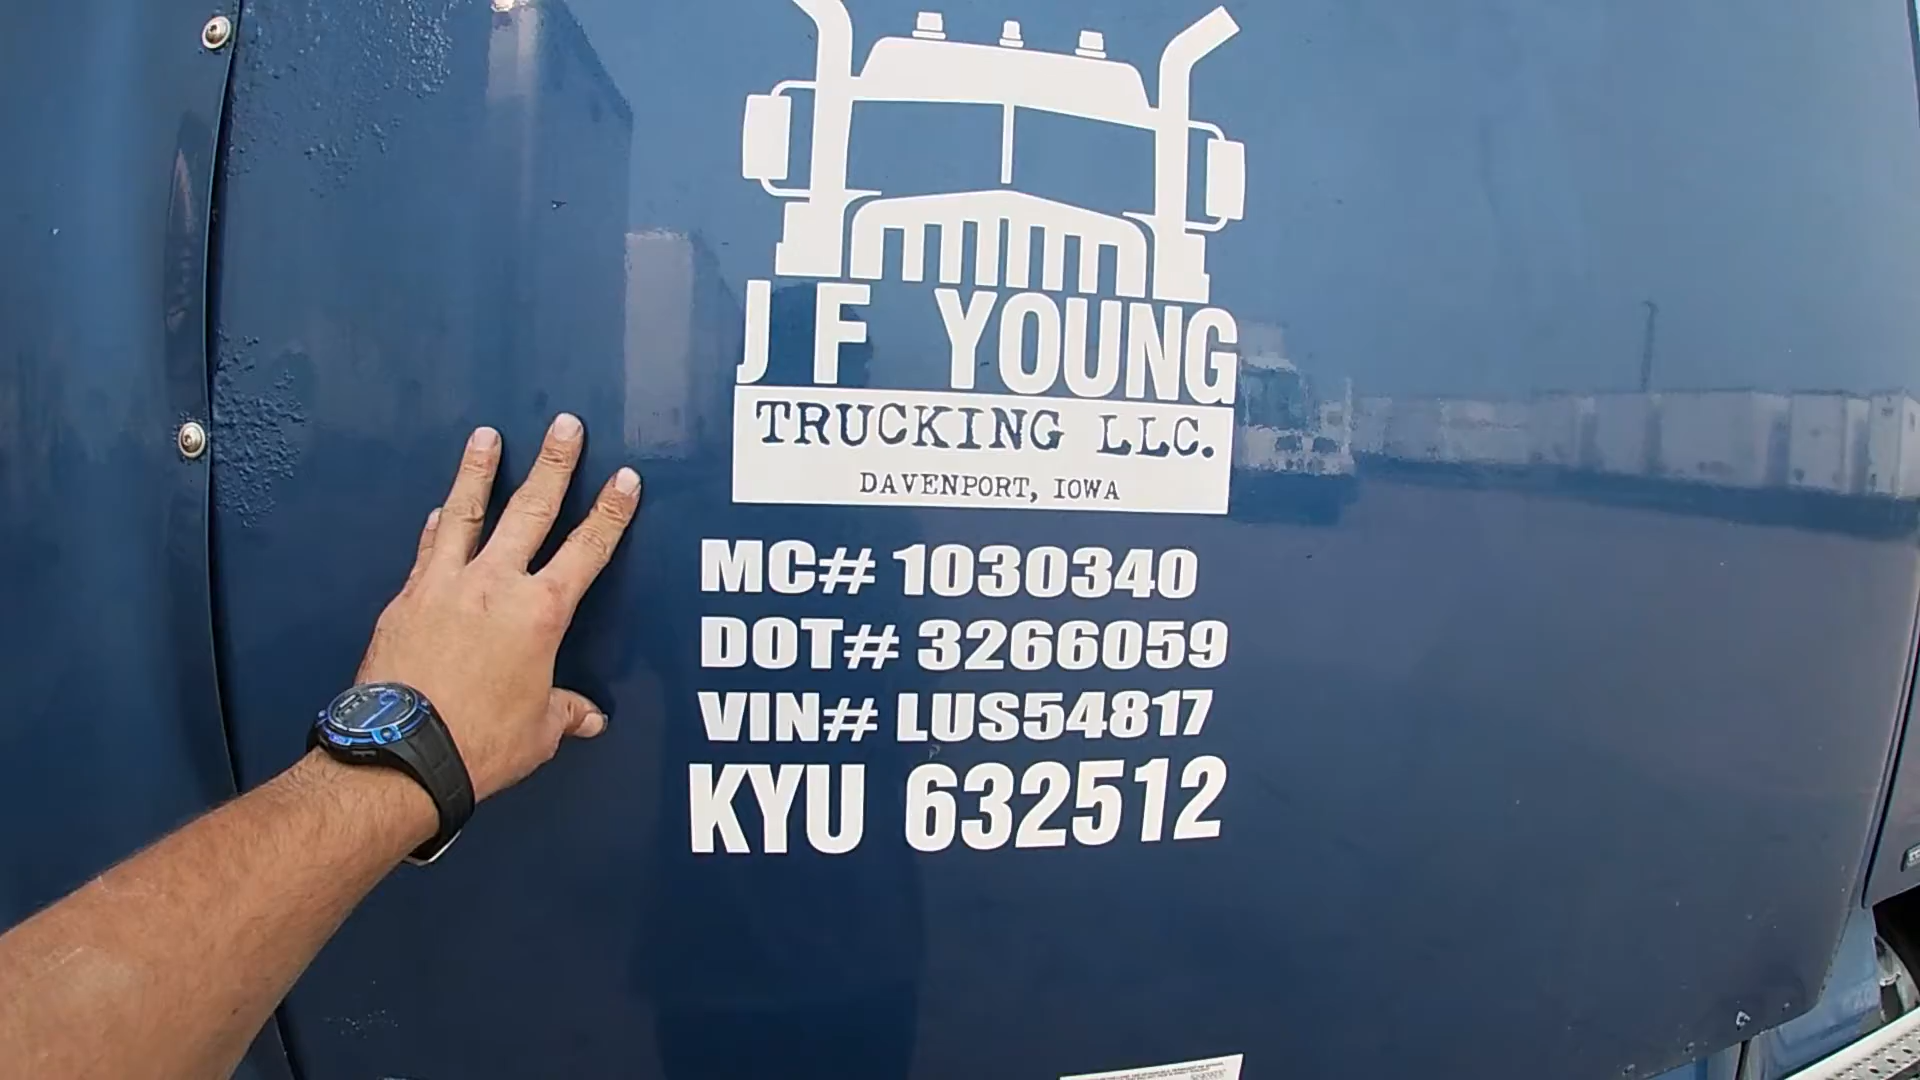 J F YOUNG
TRUCKING LLC.
DAVENPORT, IOWA
MC# 1030340
DOT# 3266059
VIN# LUS54817
KYU 632512